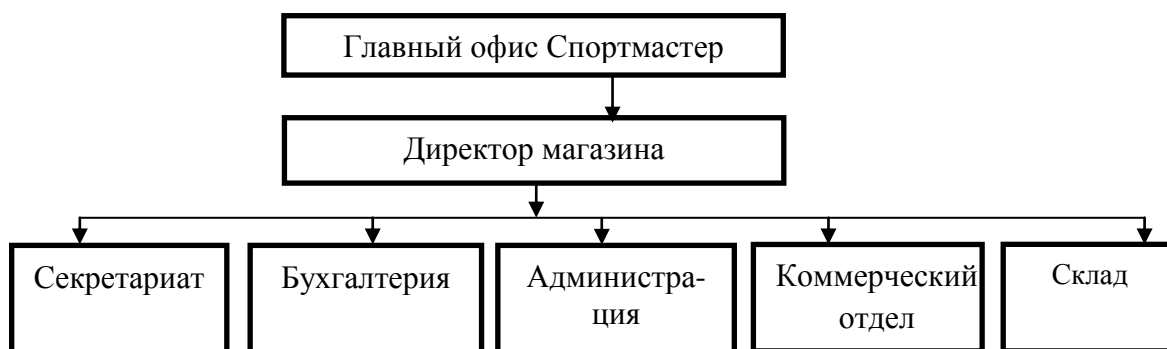 Главный офис Спортмастер
Директор магазина
Секретариат
Бухгалтерия
Администра-
ция
Коммерческий
отдел
Склад